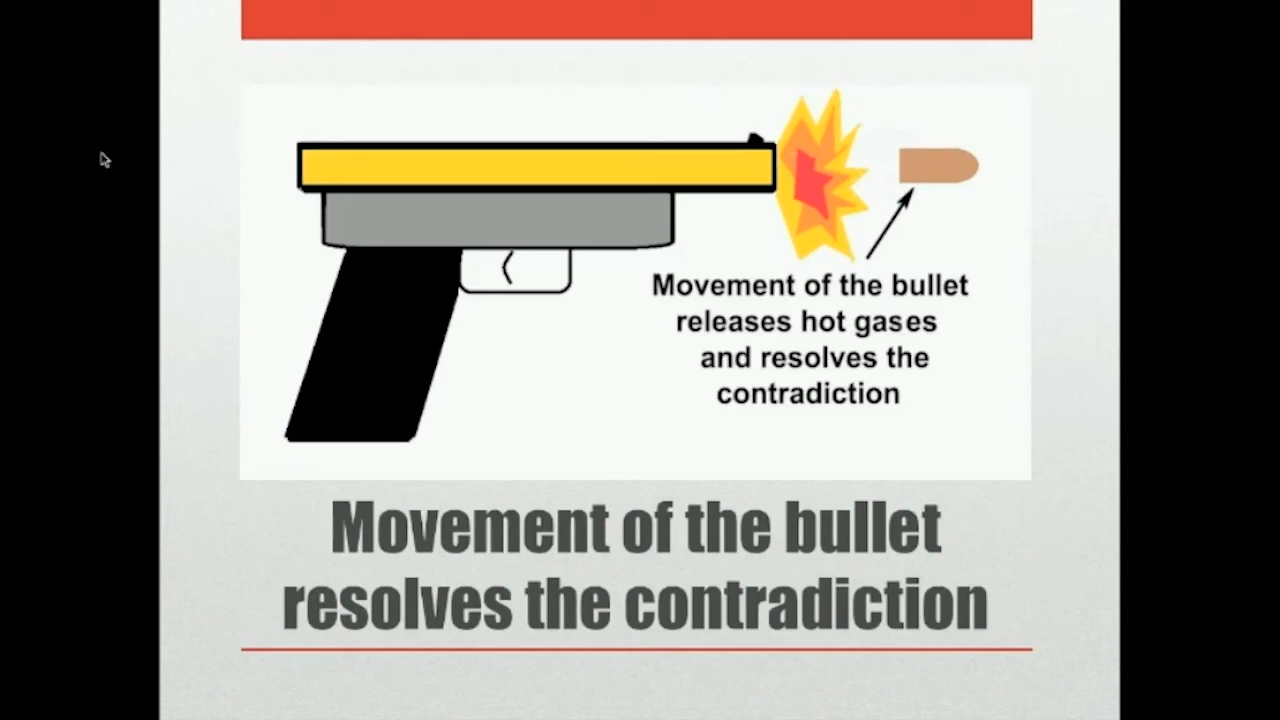 Movement of the bullet
releases hot gases
and resolves the
contradiction
Movement of the bullet
resolves the contradiction